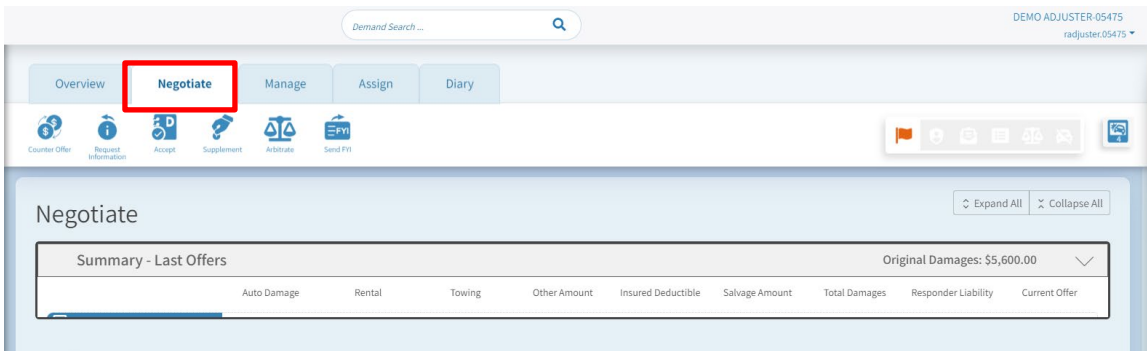 Demand Search ...
DEMO ADJUSTER-05475
radjuster.05475
Overview Negotiate Manage Assign Diary
Counter Offer Request Information Accept Supplement Arbitrate Send FYI
4
Negotiate
Expand All Collapse All
Summary - Last Offers Original Damages: $5,600.00
Auto Damage Rental Towing Other Amount Insured Deductible Salvage Amount Total Damages Responder Liability Current Offer